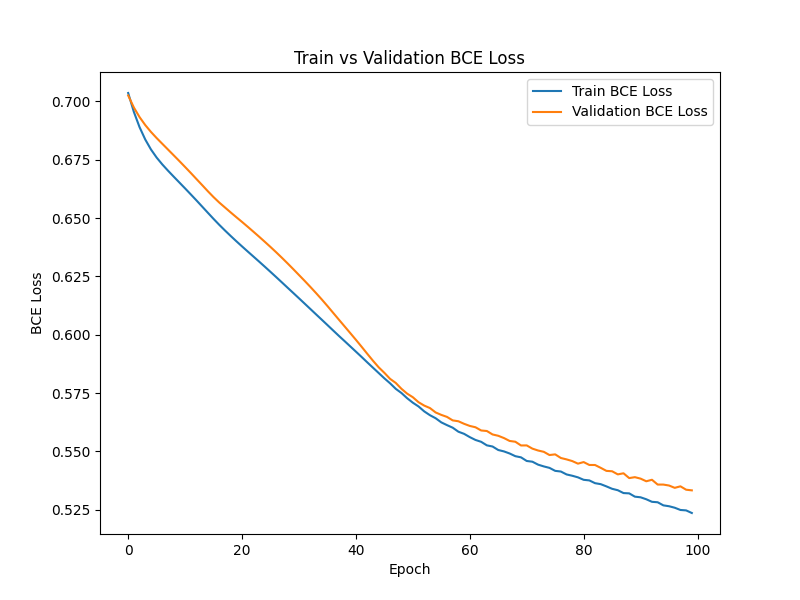 Train vs Validation BCE Loss
Train BCE Loss
Validation BCE Loss
0.700
0.675
0.650
0.625
0.600
0.575
0.550
0.525
BCE Loss
0 20 40 60 80 100
Epoch